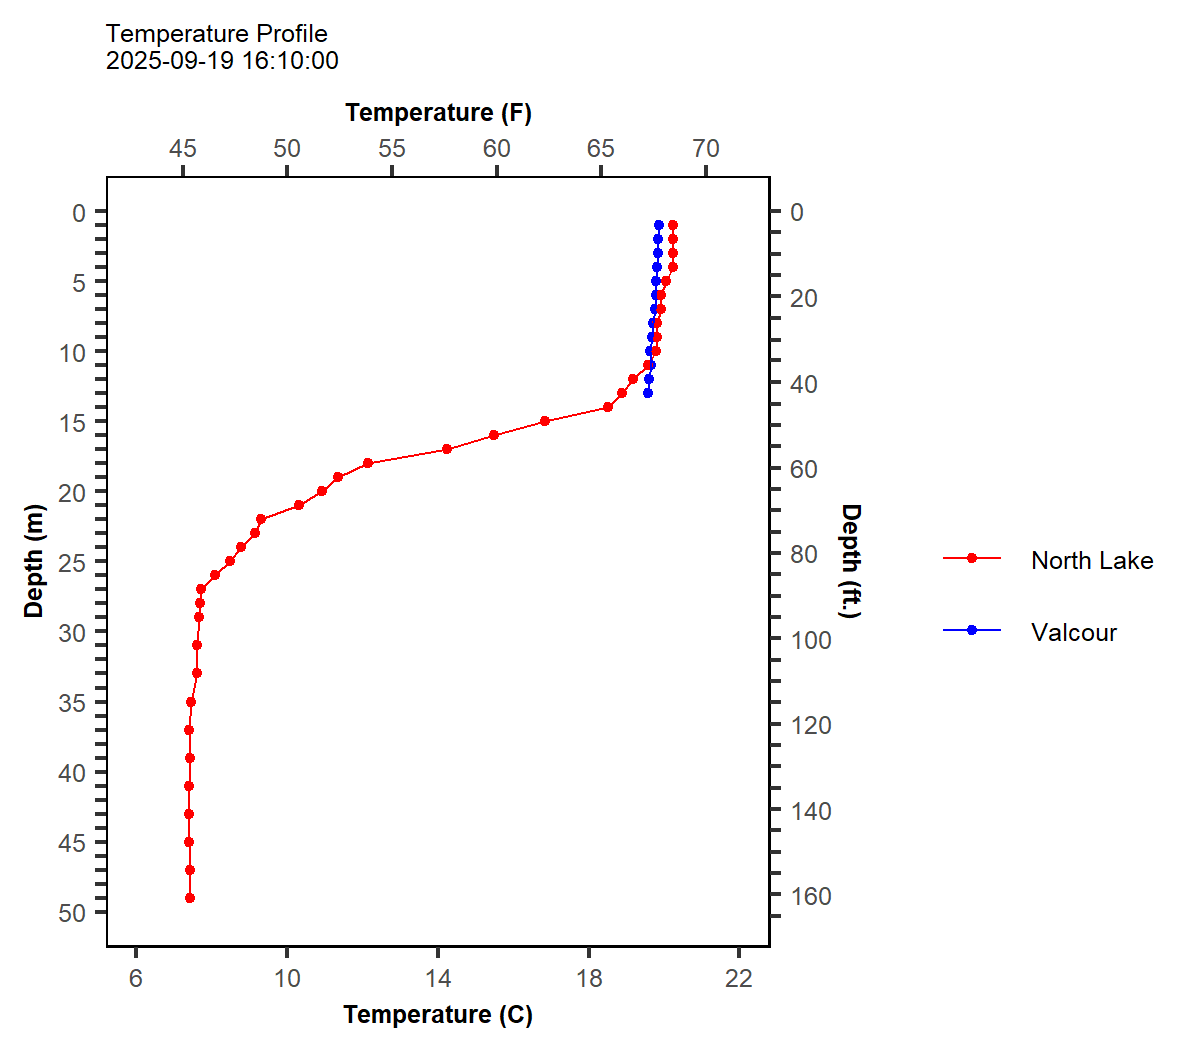 Temperature Profile
2025-09-19 16:10:00
Temperature (F)
45 50 55 60 65 70
0
5
10
15
20
25
30
35
40
45
50
Depth (m)
0
20
40
60
80
100
120
140
160
Depth (ft.)
North Lake
Valcour
6 10 14 18 22
Temperature (C)